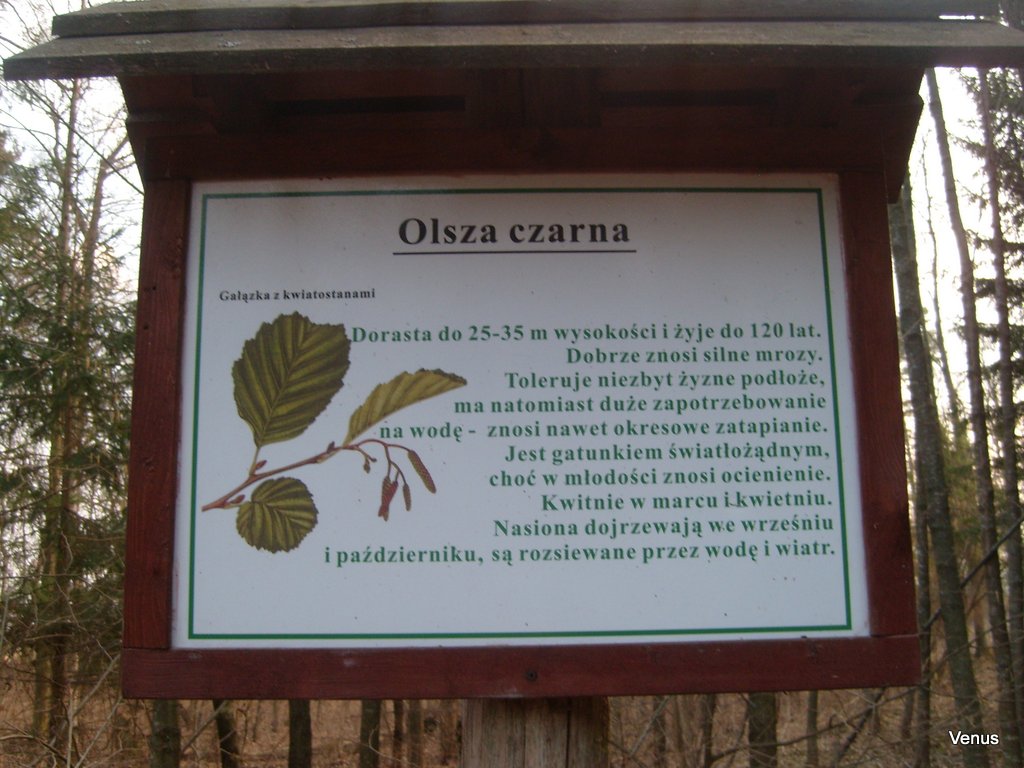 Olsza czarna
Gałązka z kwiatostanami
Dorasta do 25-35 m wysokości i żyje do 120 lat.
Dobrze znosi silne mrozy.
Toleruje niezbyt żyzne podłoże,
ma natomiast duże zapotrzebowanie
na wodę - znosi nawet okresowe zatapianie.
Jest gatunkiem światłożądnym,
choć w młodości znosi ocienienie.
Kwitnie w marcu i kwietniu.
Nasiona dojrzewają we wrześniu
i październiku, są rozsiewane przez wodę i wiatr.
Venus